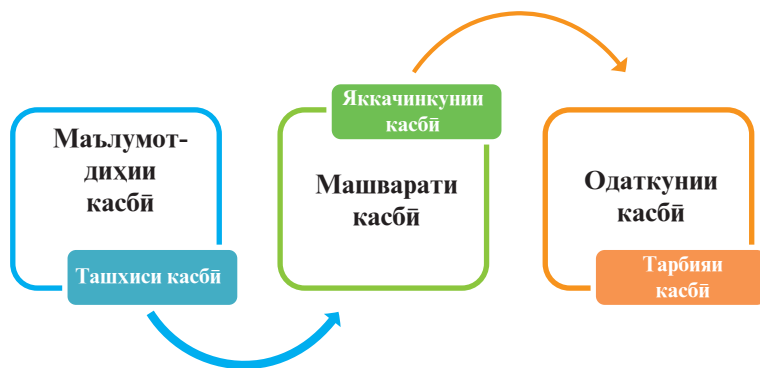 Маълумот-
диҳии
касбӣ
Ташхиси касбӣ
Яккачинкунии
касбӣ
Машварати
касбӣ
Одаткунии
касбӣ
Тарбияи
касбӣ